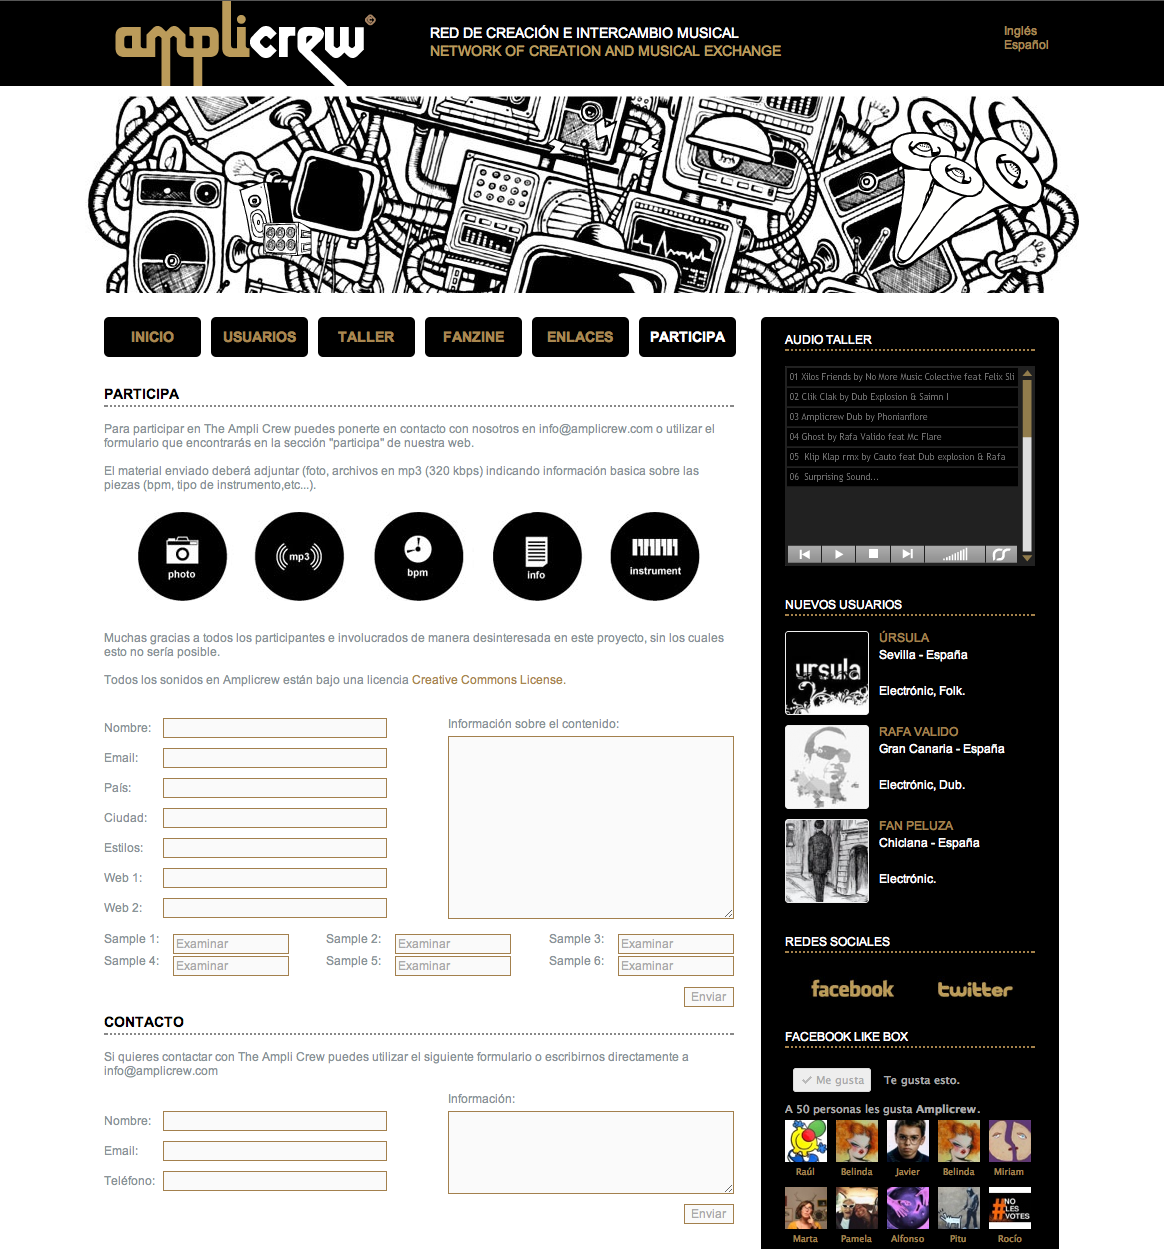 amplicrew©
RED DE CREACIÓN E INTERCAMBIO MUSICAL
NETWORK OF CREATION AND MUSICAL EXCHANGE
Inglés
Español
INICIO
USUARIOS
TALLER
FANZINE
ENLACES
PARTICIPA
PARTICIPA
Para participar en The Ampli Crew puedes ponerte en contacto con nosotros en info@amplicrew.com o utilizar el
formulario que encontrarás en la sección "participa" de nuestra web.
El material enviado deberá adjuntar (foto, archivos en mp3 (320 kbps) indicando información basica sobre las
piezas (bpm, tipo de instrumento,etc...).
photo
mp3
bpm
info
instrument
Muchas gracias a todos los participantes e involucrados de manera desinteresada en este proyecto, sin los cuales
esto no sería posible.
Todos los sonidos en Amplicrew están bajo una licencia Creative Commons License.
Nombre:
Email:
País:
Ciudad:
Estilos:
Web 1:
Web 2:
Información sobre el contenido:
Sample 1: Examinar
Sample 2: Examinar
Sample 3: Examinar
Sample 4: Examinar
Sample 5: Examinar
Sample 6: Examinar
Enviar
CONTACTO
Si quieres contactar con The Ampli Crew puedes utilizar el siguiente formulario o escribirnos directamente a
info@amplicrew.com
Nombre:
Email:
Teléfono:
Información:
Enviar
AUDIO TALLER
01 Xilos Friends by No More Music Colective feat Felix Sli
02 Clik Clak by Dub Explosion & Saimn I
03 Amplicrew Dub by Phonianflore
04 Ghost by Rafa Valido feat Mc Flare
05 Klip Klap rmx by Cauto feat Dub explosion & Rafa
06 Surprising Sound...
NUEVOS USUARIOS
ursula
ÚRSULA
Sevilla - España
Electrónic, Folk.
RAFA VALIDO
Gran Canaria - España
Electrónic, Dub.
FAN PELUZA
Chiclana - España
Electrónic.
REDES SOCIALES
facebook
twitter
FACEBOOK LIKE BOX
Me gusta
Te gusta esto.
A 50 personas les gusta Amplicrew.
Raúl
Belinda
Javier
Belinda
Miriam
#NO
LES
VOTES
Marta
Pamela
Alfonso
Pitu
Rocío